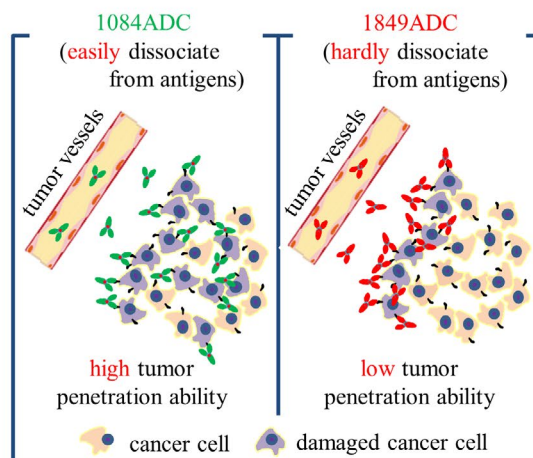 1084ADC
(easily dissociate
from antigens)
tumor vessels
high tumor
penetration ability
1849ADC
(hardly dissociate
from antigens)
tumor vessels
low tumor
penetration ability
cancer cell
damaged cancer cell